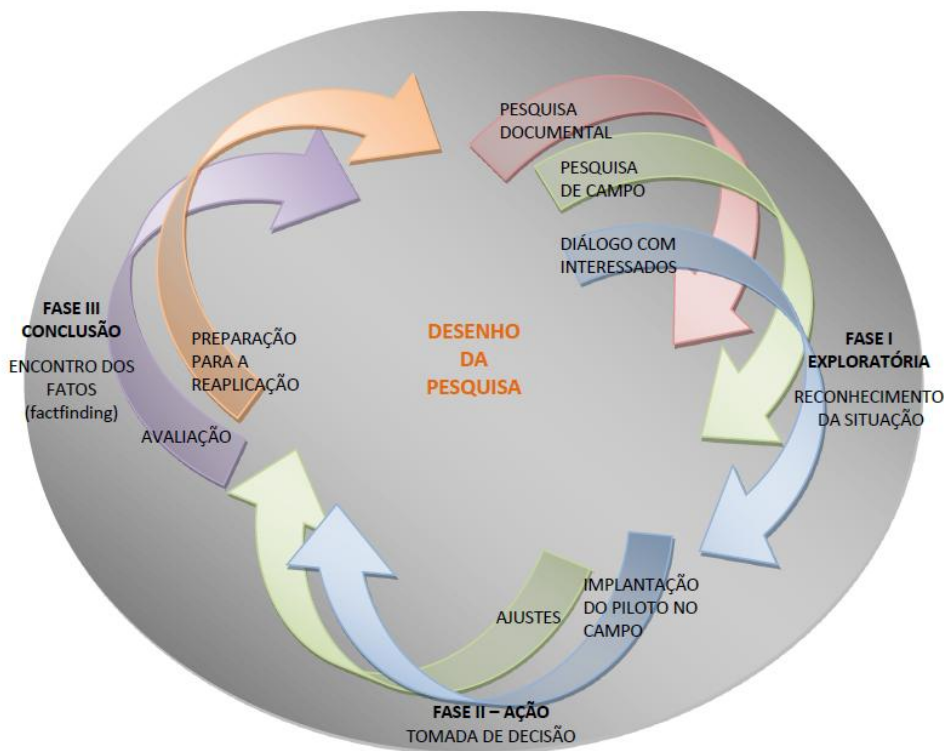 PESQUISA
DOCUMENTAL
PESQUISA
DE CAMPO
DIÁLOGO COM
INTERESSADOS
FASE I
EXPLORATÓRIA
RECONHECIMENTO
DA SITUAÇÃO
DESENHO
DA
PESQUISA
IMPLANTAÇÃO
DO PILOTO NO
CAMPO
AJUSTES
FASE II – AÇÃO
TOMADA DE DECISÃO
FASE III
CONCLUSÃO
ENCONTRO DOS
FATOS
(factfinding)
AVALIAÇÃO
PREPARAÇÃO
PARA A
REAPLICAÇÃO